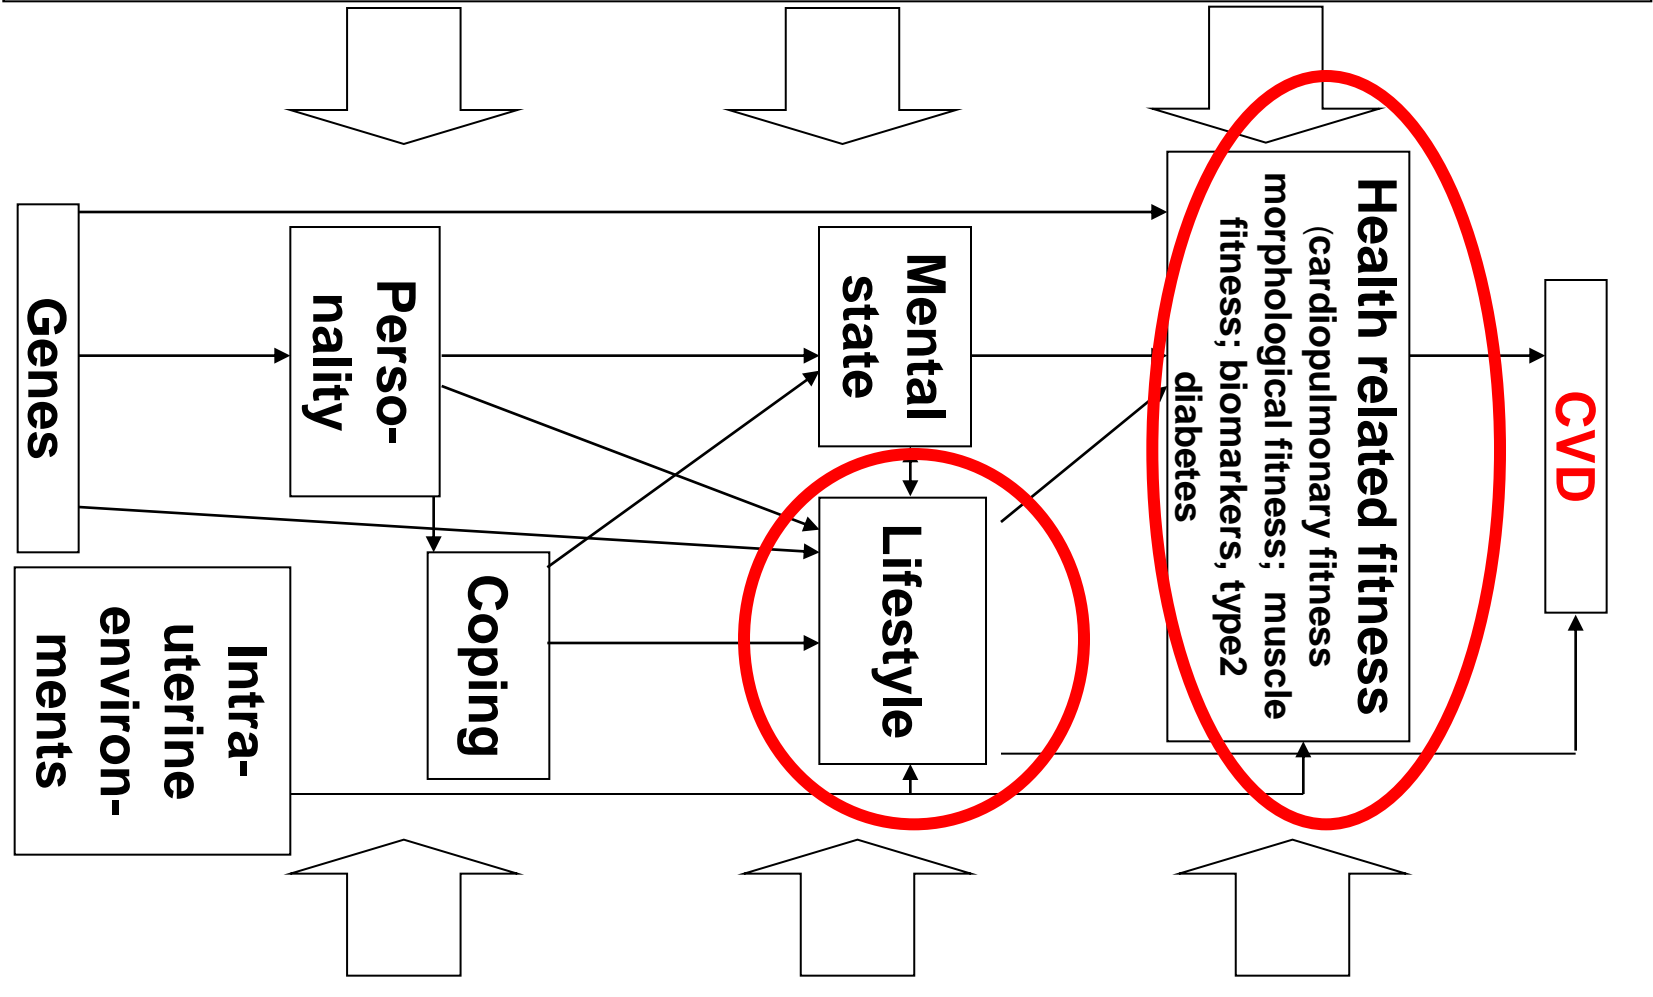 Genes
Intra-
uterine
environ-
ments
Perso-
nality
Coping
Mental
state
Lifestyle
Health related fitness
(cardiopulmonary fitness
morphological fitness; muscle
fitness; biomarkers, type2
diabetes
CVD